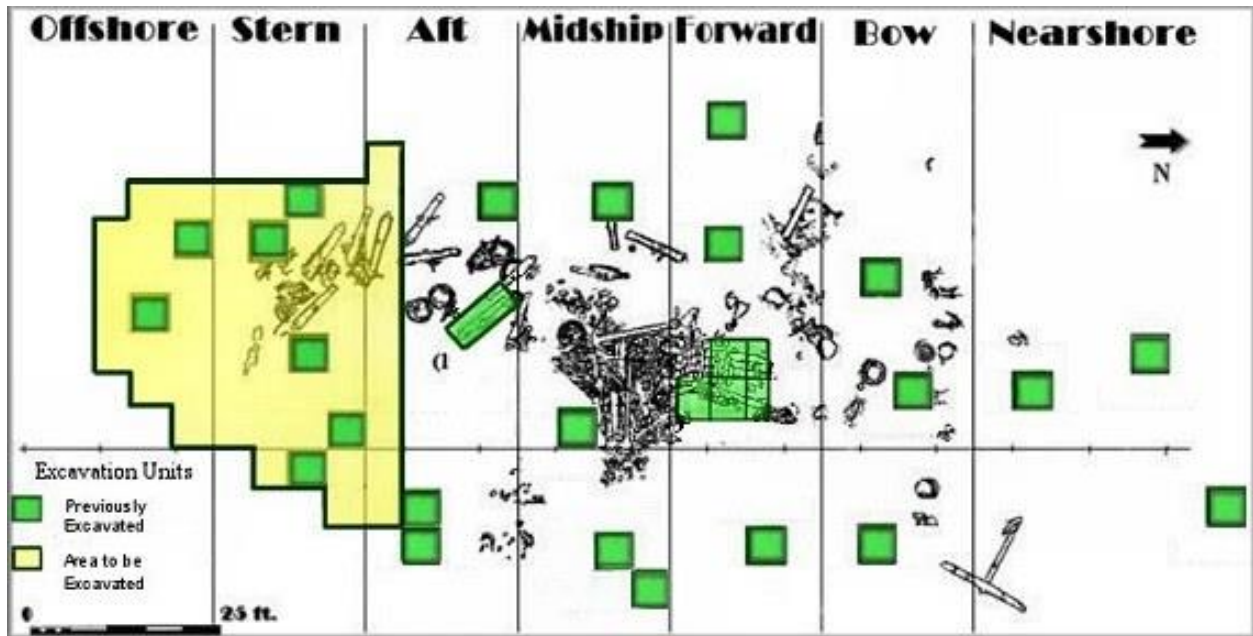 Offshore Stern Aft Midship Forward Bow Nearshore
N
a
Excavation Units
Previously
Excavated
Area to be
Excavated
0 25 ft.